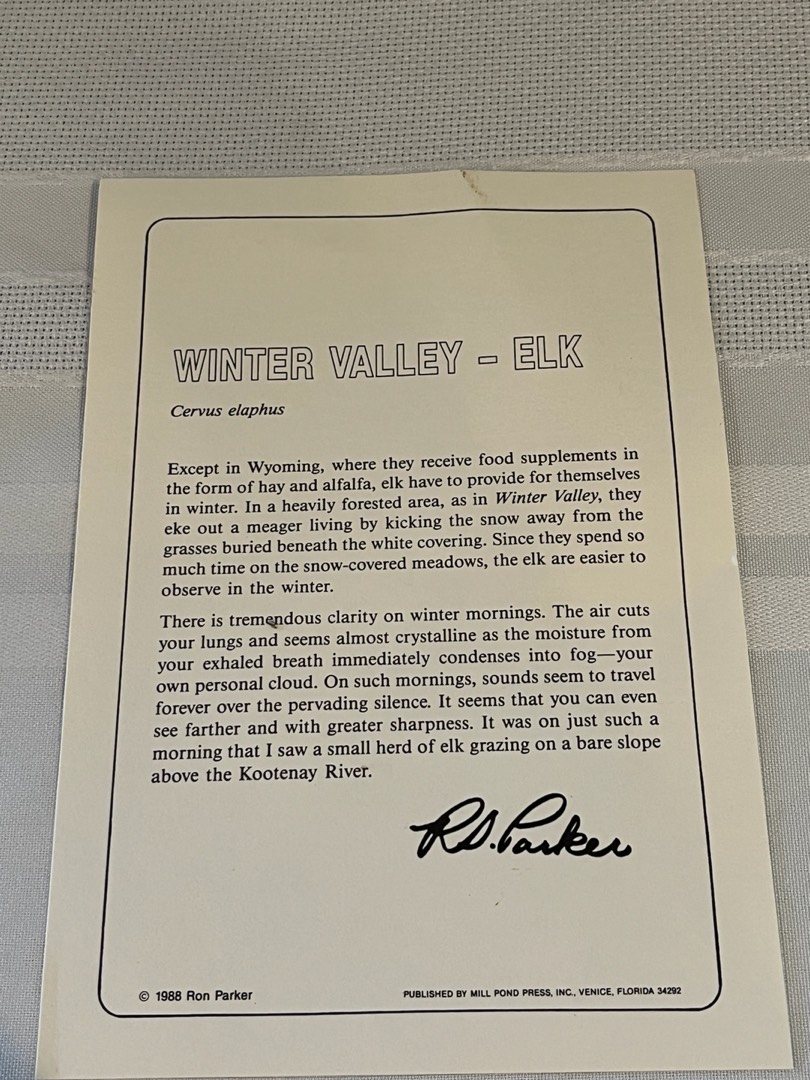 WINTER VALLEY – ELK
Cervus elaphus
Except in Wyoming, where they receive food supplements in
the form of hay and alfalfa, elk have to provide for themselves
in winter. In a heavily forested area, as in Winter Valley, they
eke out a meager living by kicking the snow away from the
grasses buried beneath the white covering. Since they spend so
much time on the snow-covered meadows, the elk are easier to
observe in the winter.
There is tremendous clarity on winter mornings. The air cuts
your lungs and seems almost crystalline as the moisture from
your exhaled breath immediately condenses into fog—your
own personal cloud. On such mornings, sounds seem to travel
forever over the pervading silence. It seems that you can even
see farther and with greater sharpness. It was on just such a
morning that I saw a small herd of elk grazing on a bare slope
above the Kootenay River.
R.S. Parker
© 1988 Ron Parker PUBLISHED BY MILL POND PRESS, INC., VENICE, FLORIDA 34292